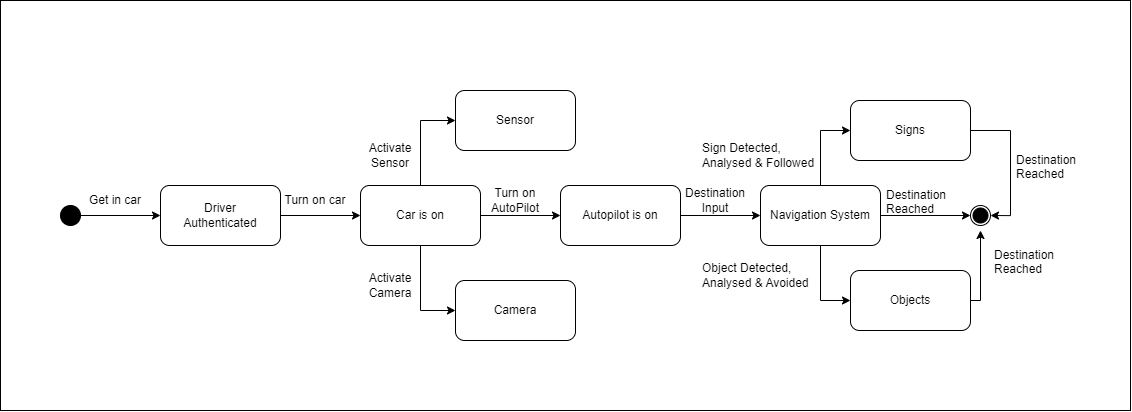 Get in car
Driver
Authenticated
Turn on car
Activate
Sensor
Sensor
Car is on
Activate
Camera
Camera
Turn on
AutoPilot
Autopilot is on
Destination
Input
Navigation System
Sign Detected,
Analysed & Followed
Signs
Destination
Reached
Destination
Reached
Object Detected,
Analysed & Avoided
Objects
Destination
Reached